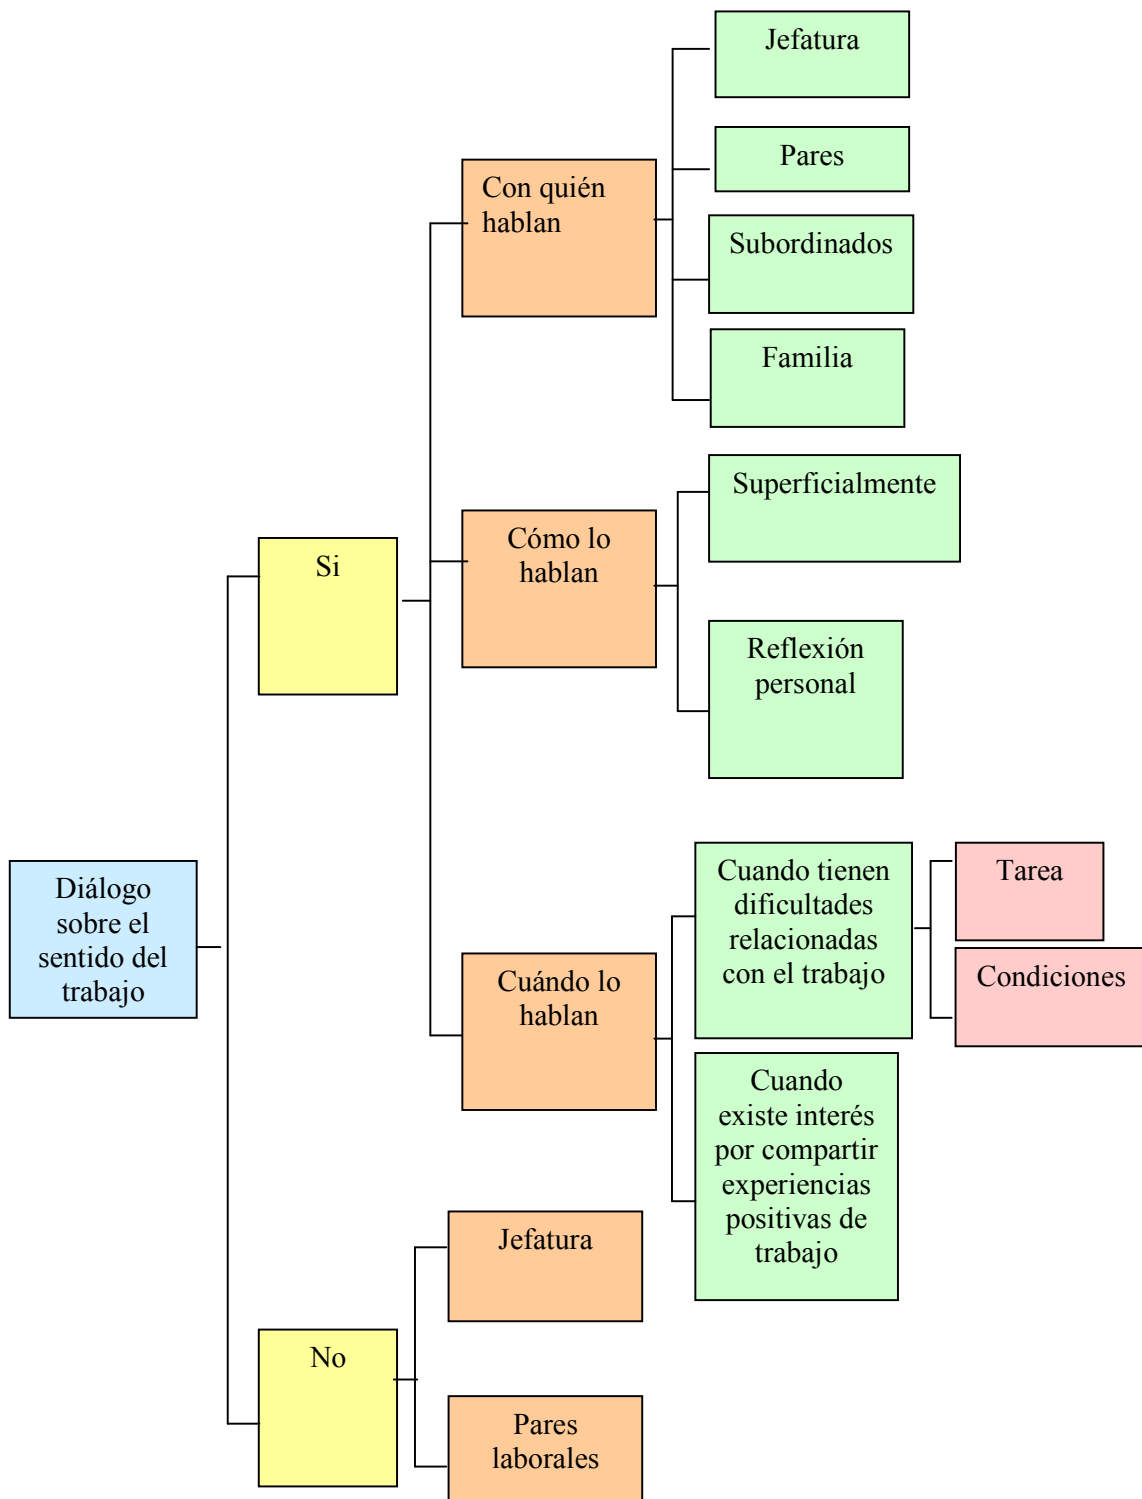 Diálogo
sobre el
sentido del
trabajo
Si
Con quién
hablan
Jefatura
Pares
Subordinados
Familia
Cómo lo
hablan
Superficialmente
Reflexión
personal
Cuándo lo
hablan
Cuando tienen
dificultades
relacionadas
con el trabajo
Tarea
Condiciones
Cuando
existe interés
por compartir
experiencias
positivas de
trabajo
No
Jefatura
Pares
laborales